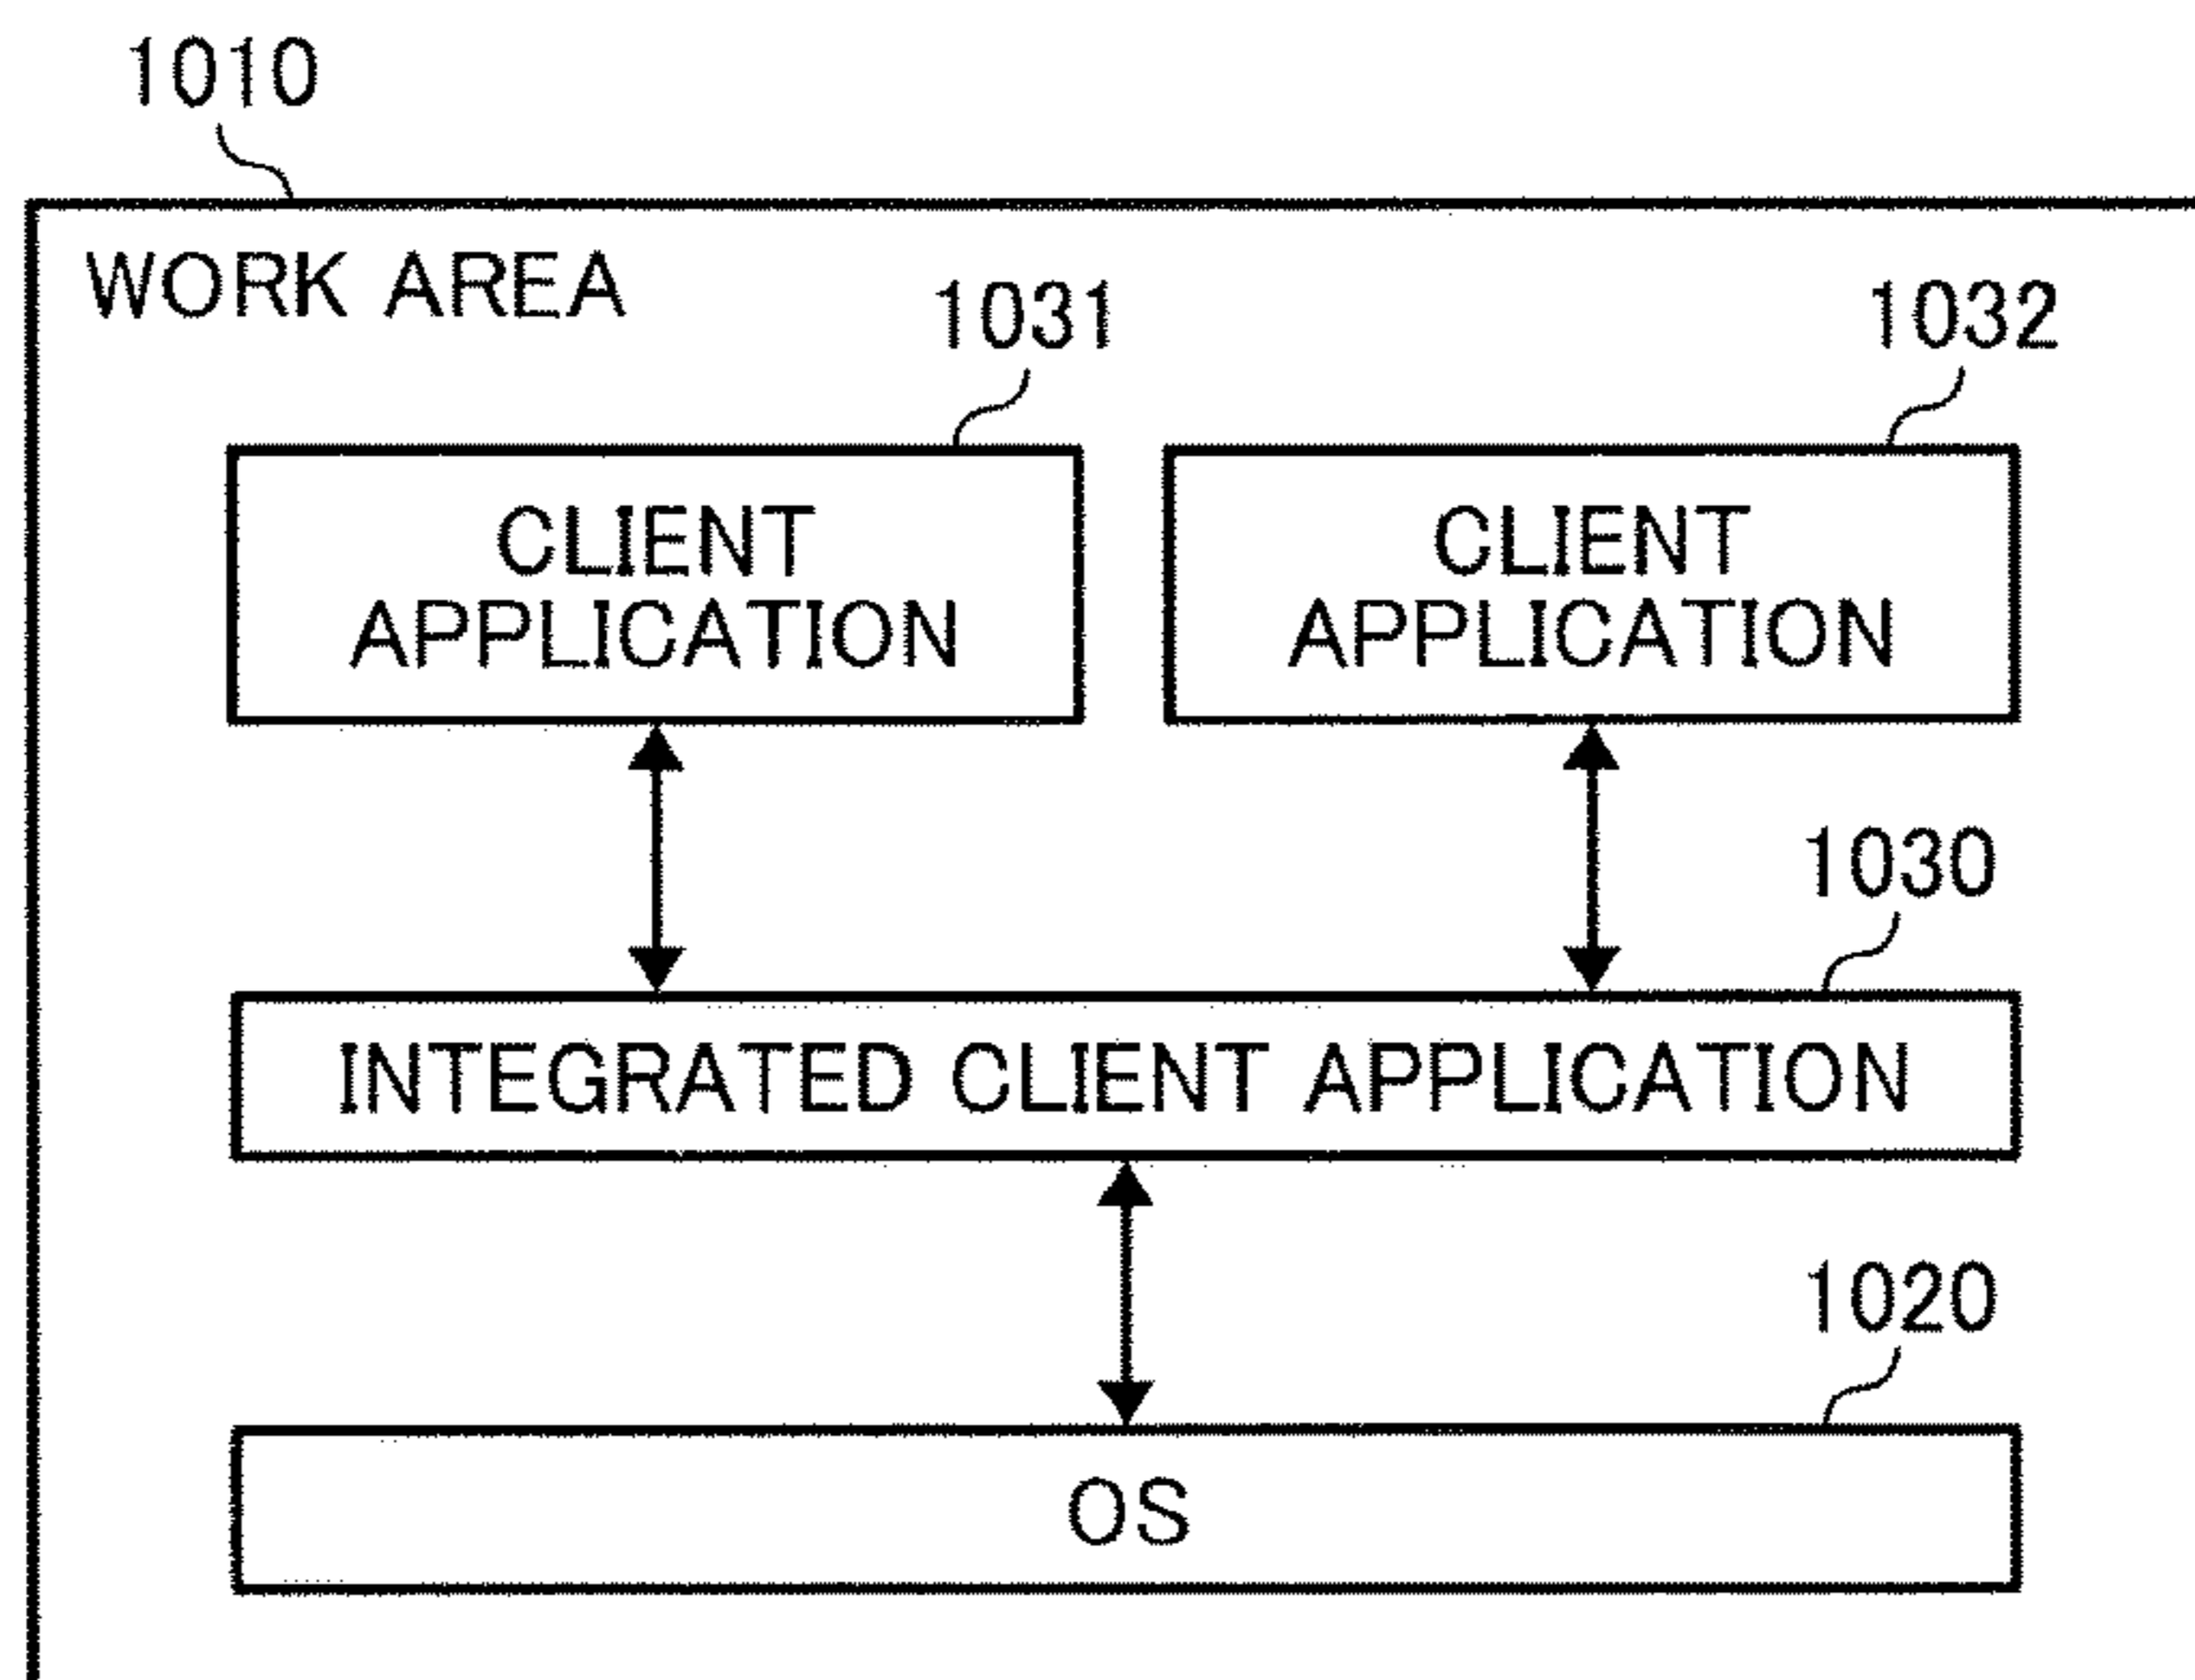 1010
WORK AREA
1031
1032
CLIENT
APPLICATION
CLIENT
APPLICATION
1030
INTEGRATED CLIENT APPLICATION
1020
OS